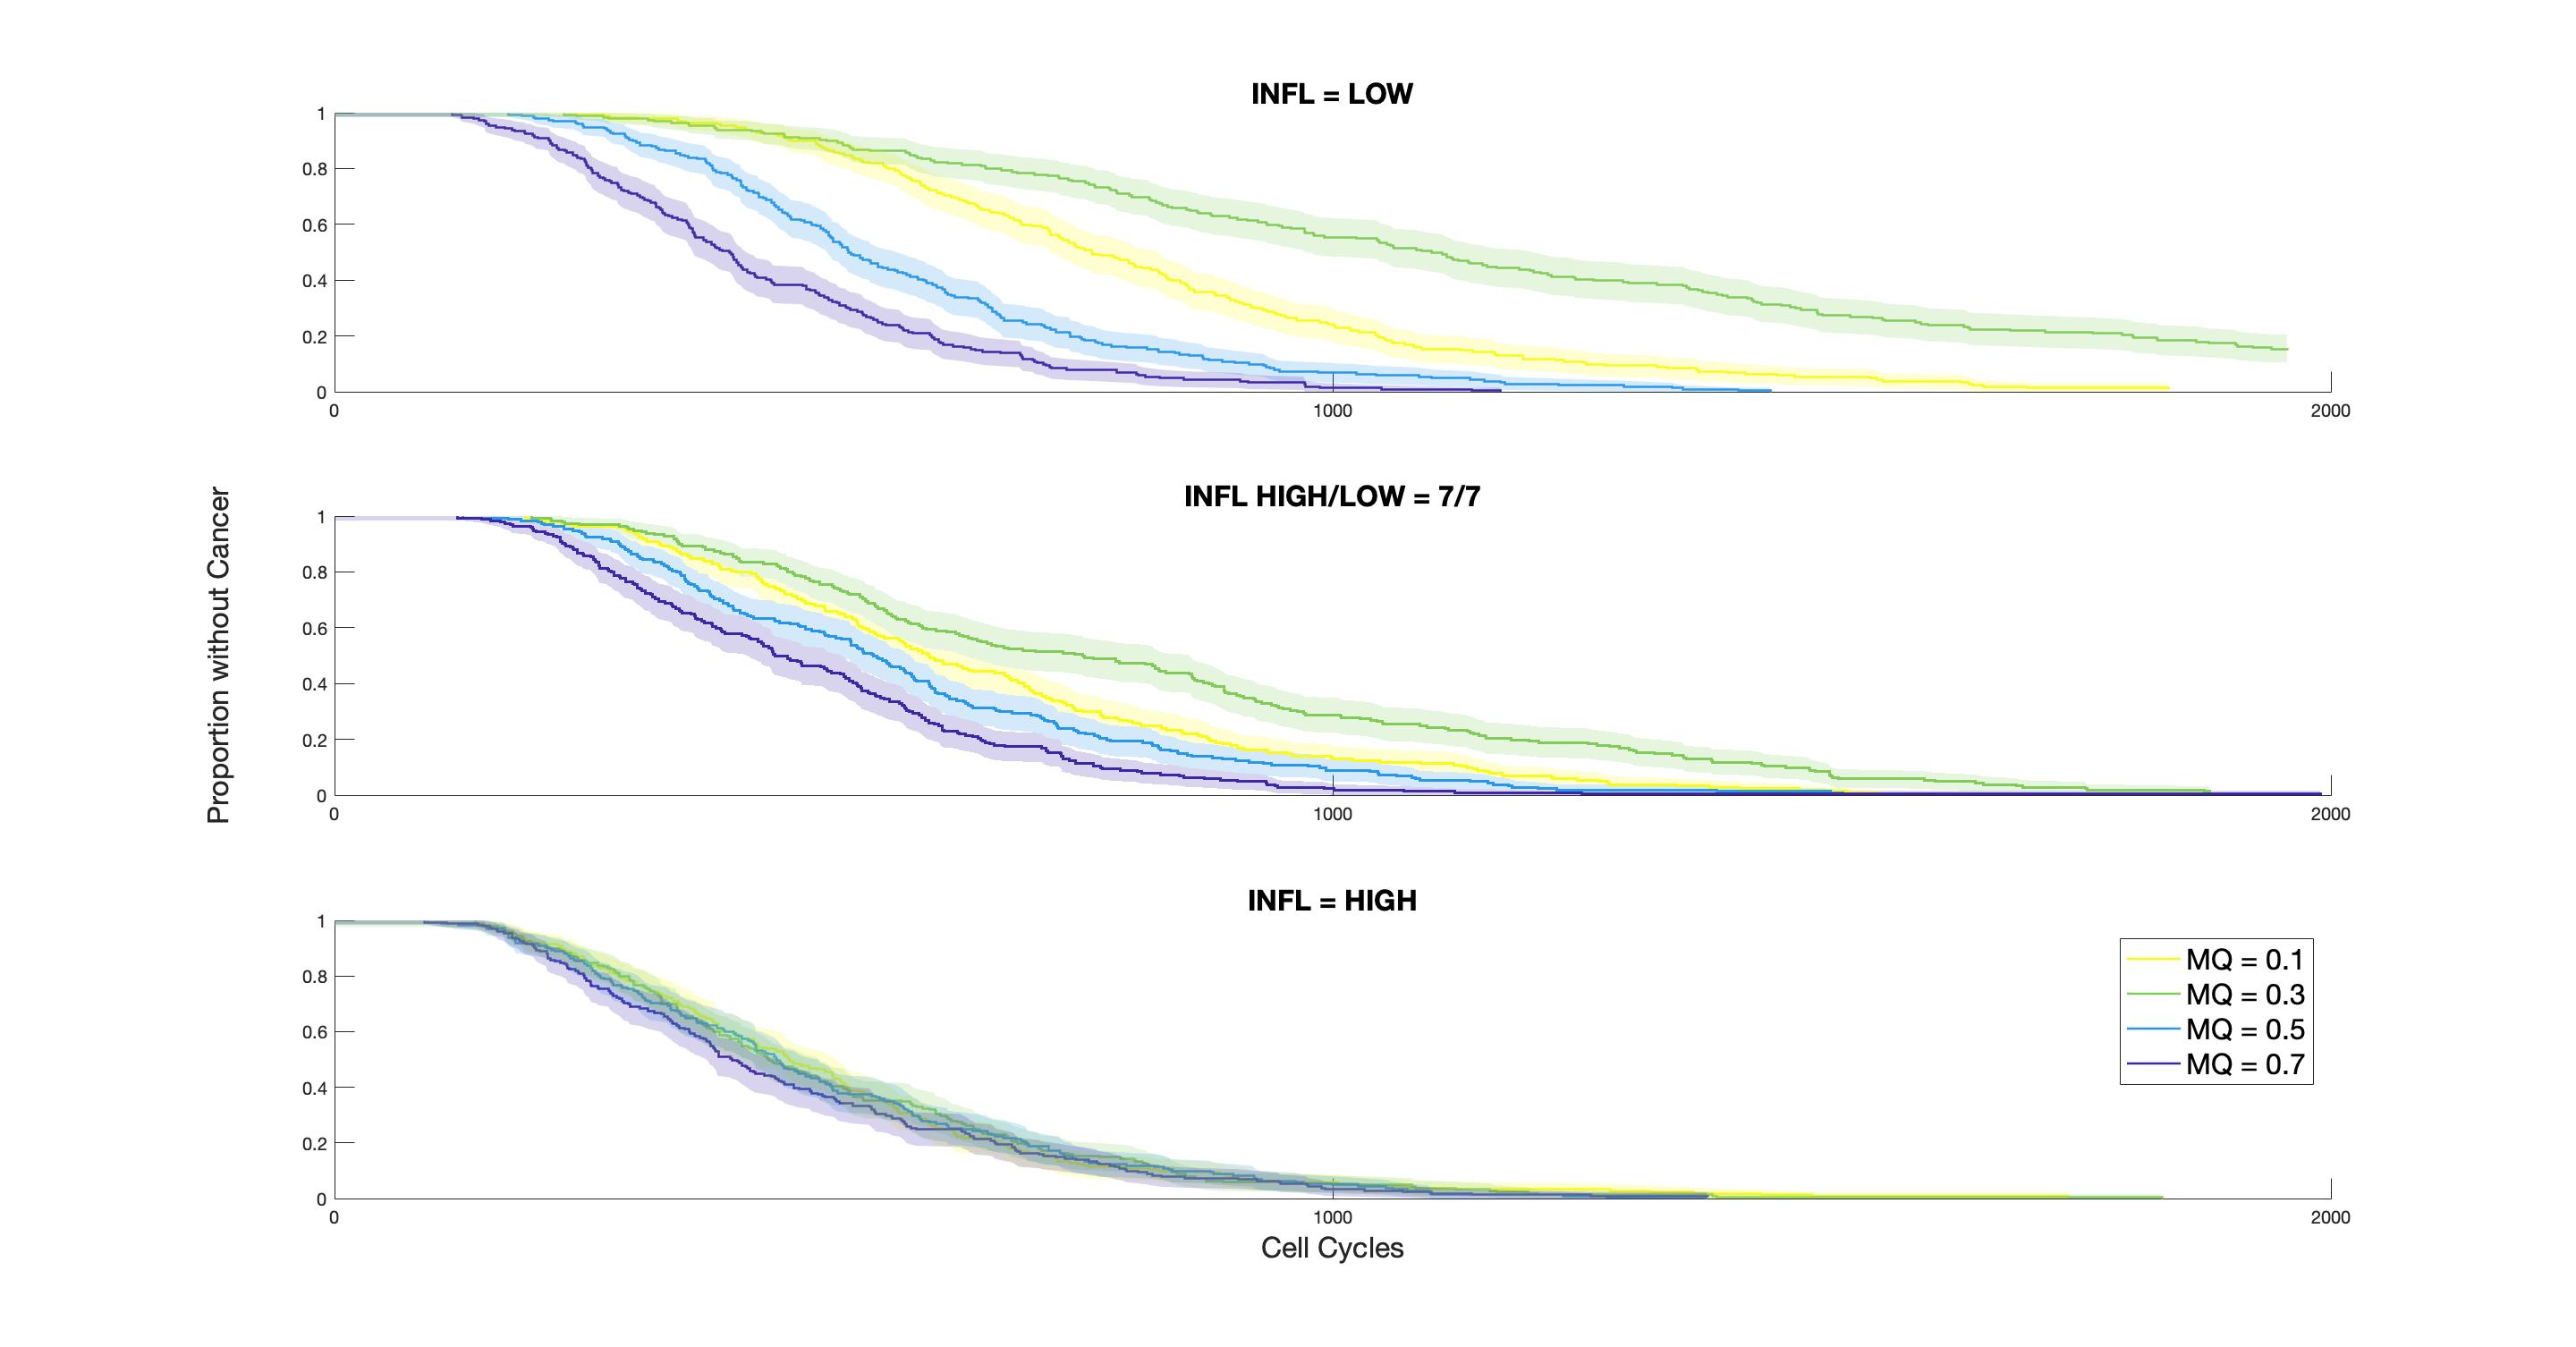 INFL = LOW
1
0.8
0.6
0.4
0.2
0
0 1000 2000
INFL HIGH/LOW = 7/7
Proportion without Cancer
1
0.8
0.6
0.4
0.2
0
0 1000 2000
INFL = HIGH
1
0.8
0.6
0.4
0.2
0
0 1000 2000
MQ = 0.1
MQ = 0.3
MQ = 0.5
MQ = 0.7
Cell Cycles